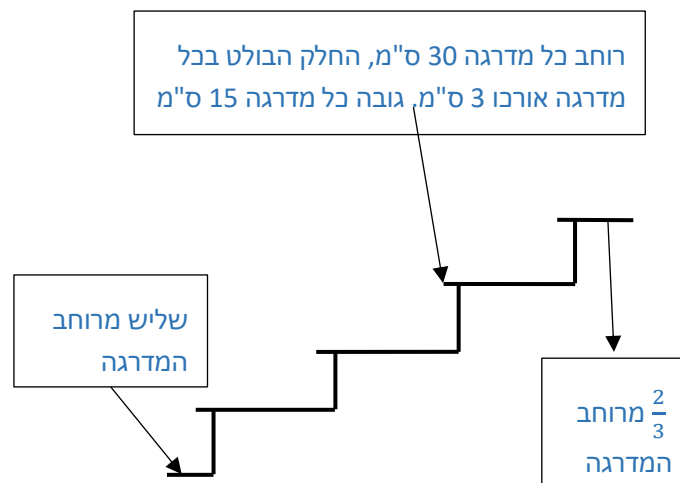 רוחב כל מדרגה 30 ס"מ, החלק הבולט בכל
מדרגה אורכו 3 ס"מ. גובה כל מדרגה 15 ס"מ
שליש מרוחב
המדרגה
2/3 מרוחב
המדרגה